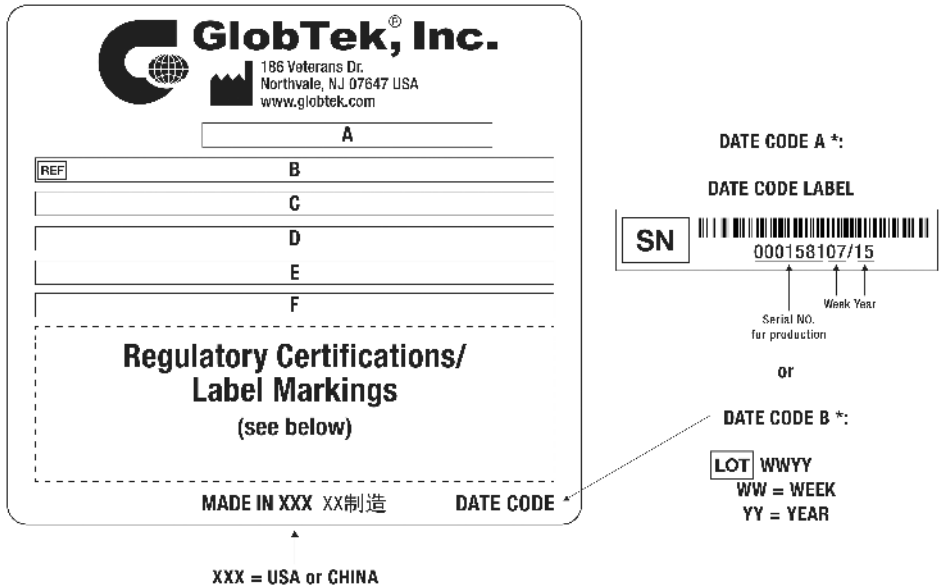 GlobTek,® Inc.
186 Veterans Dr.
Northvale, NJ 07647 USA
www.globtek.com
A
REF B
C
D
E
F
Regulatory Certifications/
Label Markings
(see below)
MADE IN XXX XX制造 DATE CODE
XXX = USA or CHINA
DATE CODE A *:
DATE CODE LABEL
SN
000158107/15
Week Year
Serial NO.
for production
or
DATE CODE B *:
LOT WWYY
WW = WEEK
YY = YEAR